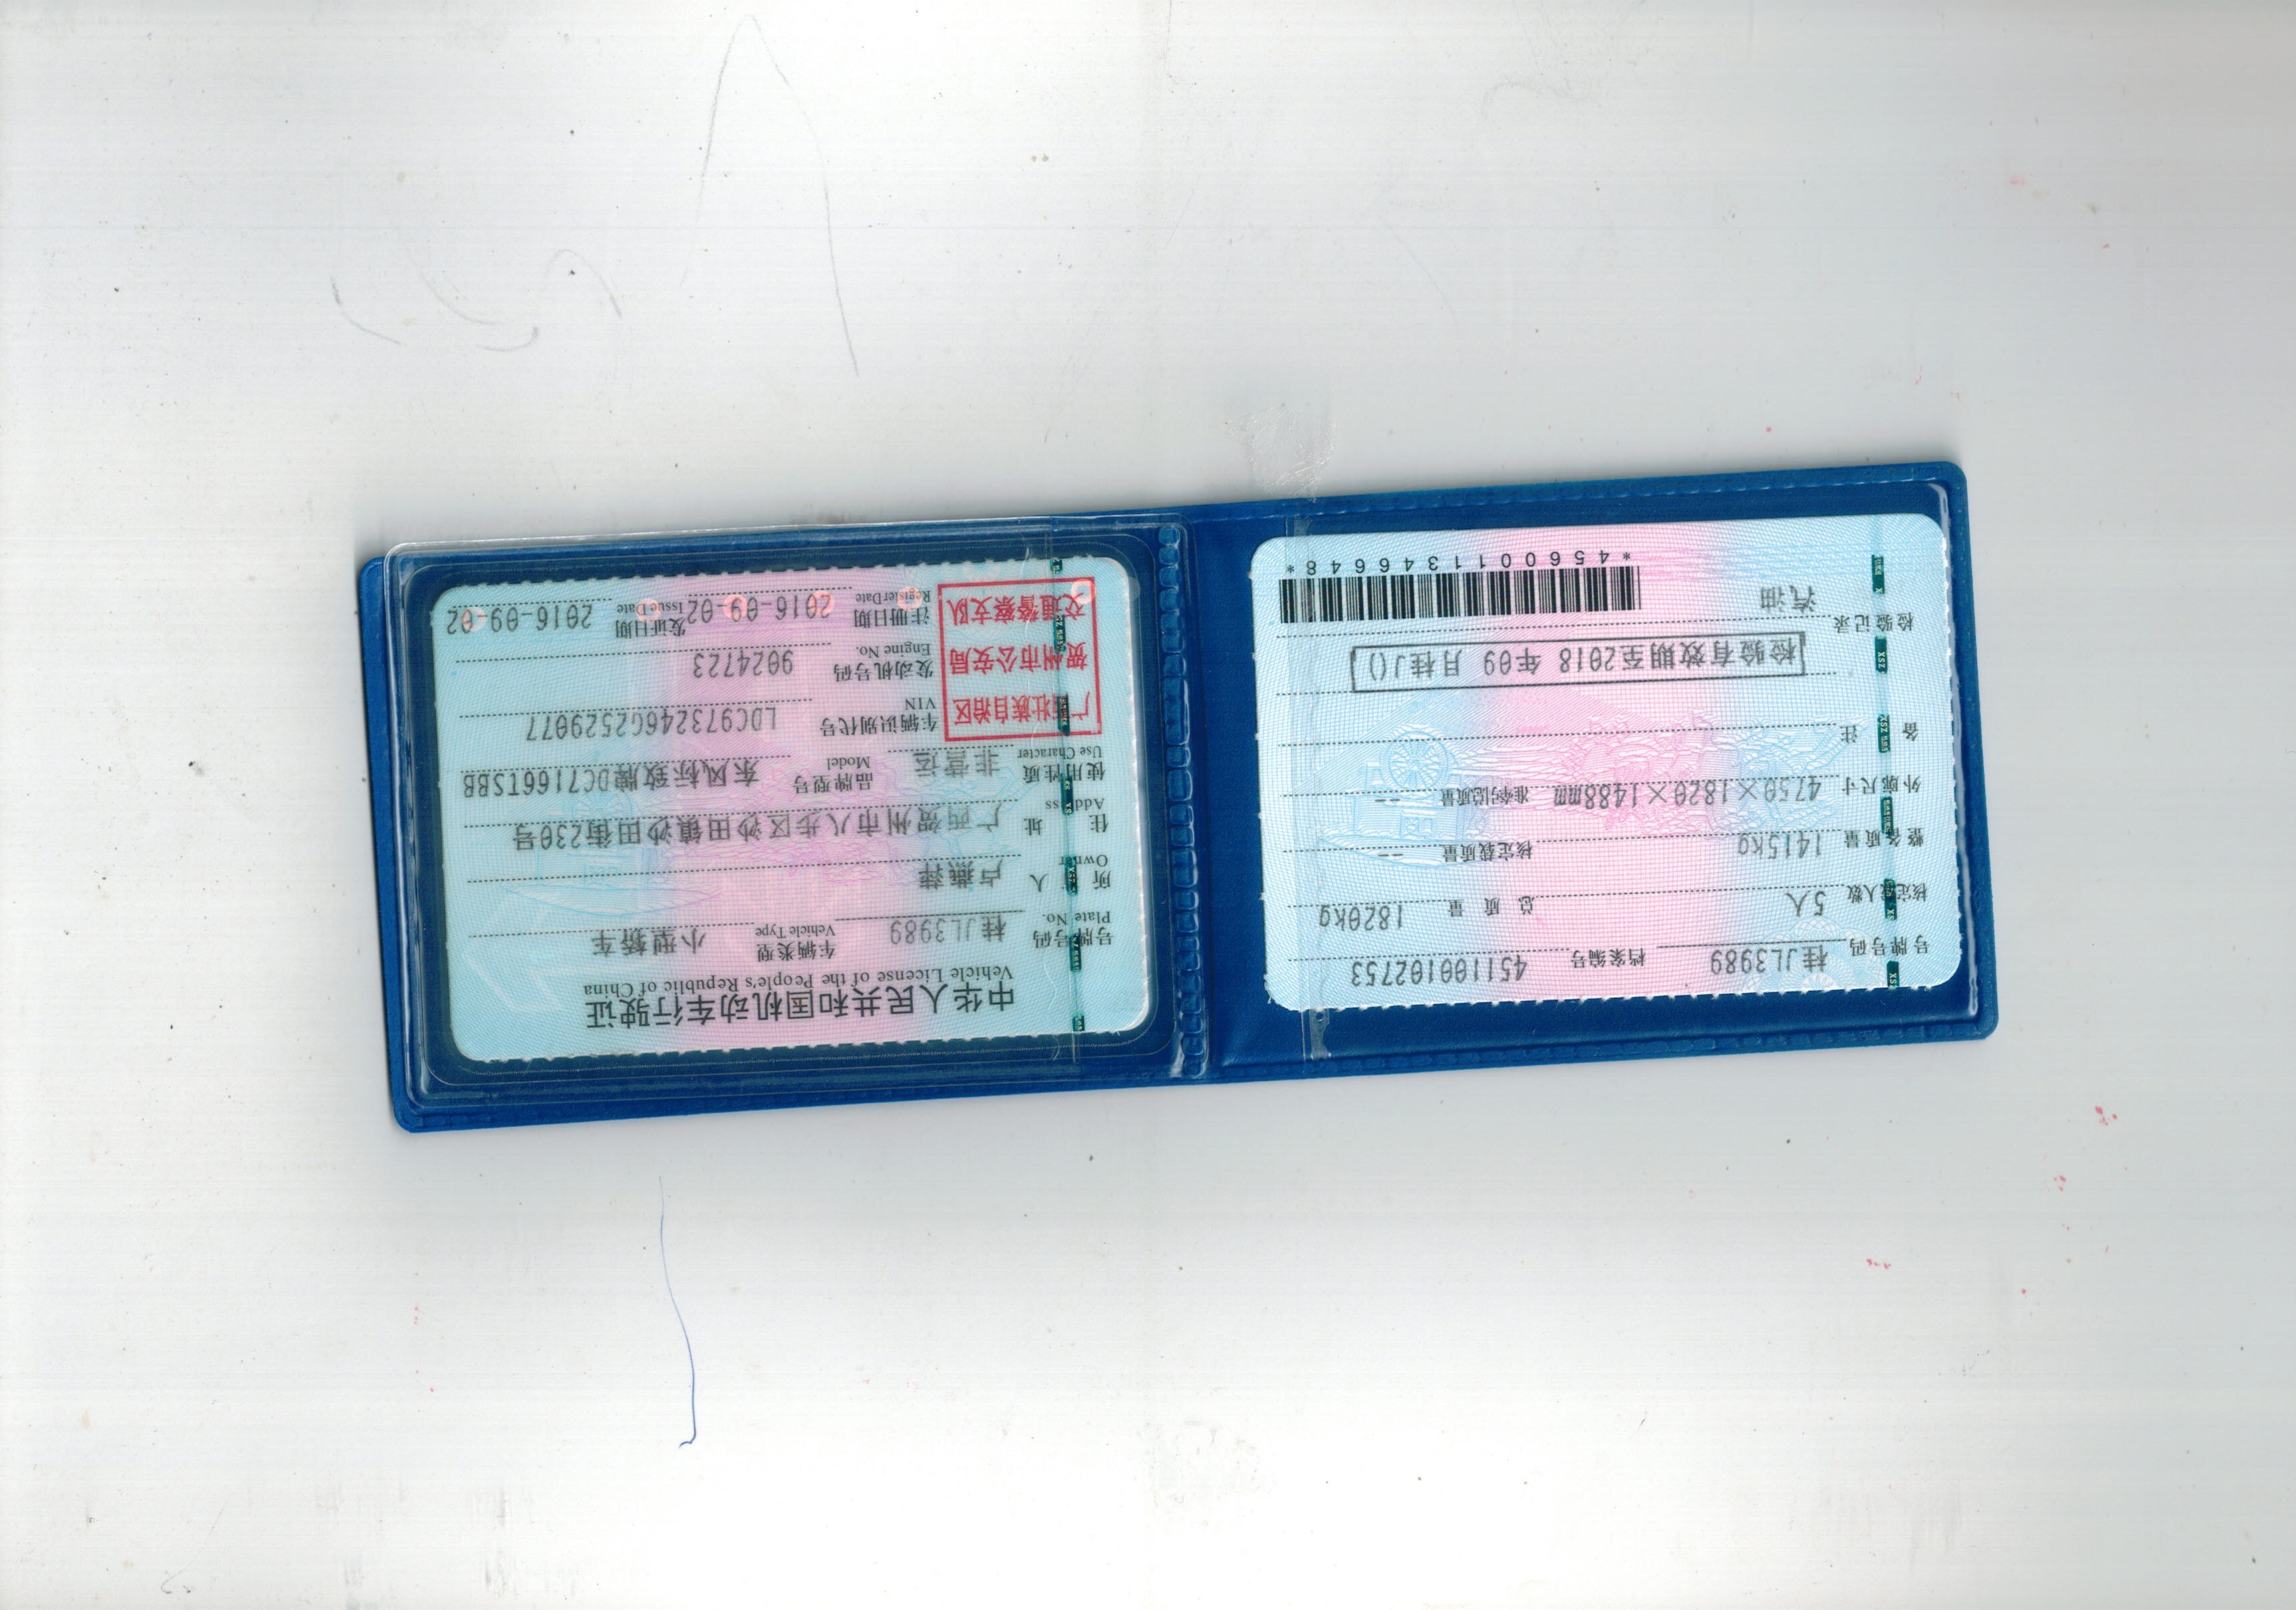 中华人民共和国机动车行驶证
Vehicle License of the People's Republic of China
号牌号码 桂JL3989 车辆类型 小型轿车
Plate No. Vehicle Type
所有人 卢燕萍
Owner
住址 广西贺州市八步区沙田镇沙田街230号
Address
使用性质 非营运 品牌型号 东风标致牌DC7166TSBB
Use Character Model
广西壮族自治区
贺州市公安局
交通警察支队
车辆识别代号 LDC973246G2529077
VIN
发动机号码 9024723
Engine No.
注册日期 2016-09-02 发证日期 2016-09-02
Register Date Issue Date
号牌号码 桂JL3989 档案编号 451100102753
核定载人数 5人 总质量 1820kg
整备质量 1415kg 核定载质量 --
外廓尺寸 4750×1820×1488mm 准牵引总质量 --
备注
检验有效期至2018年09月桂J()
检验记录
汽油
*4560011346648*